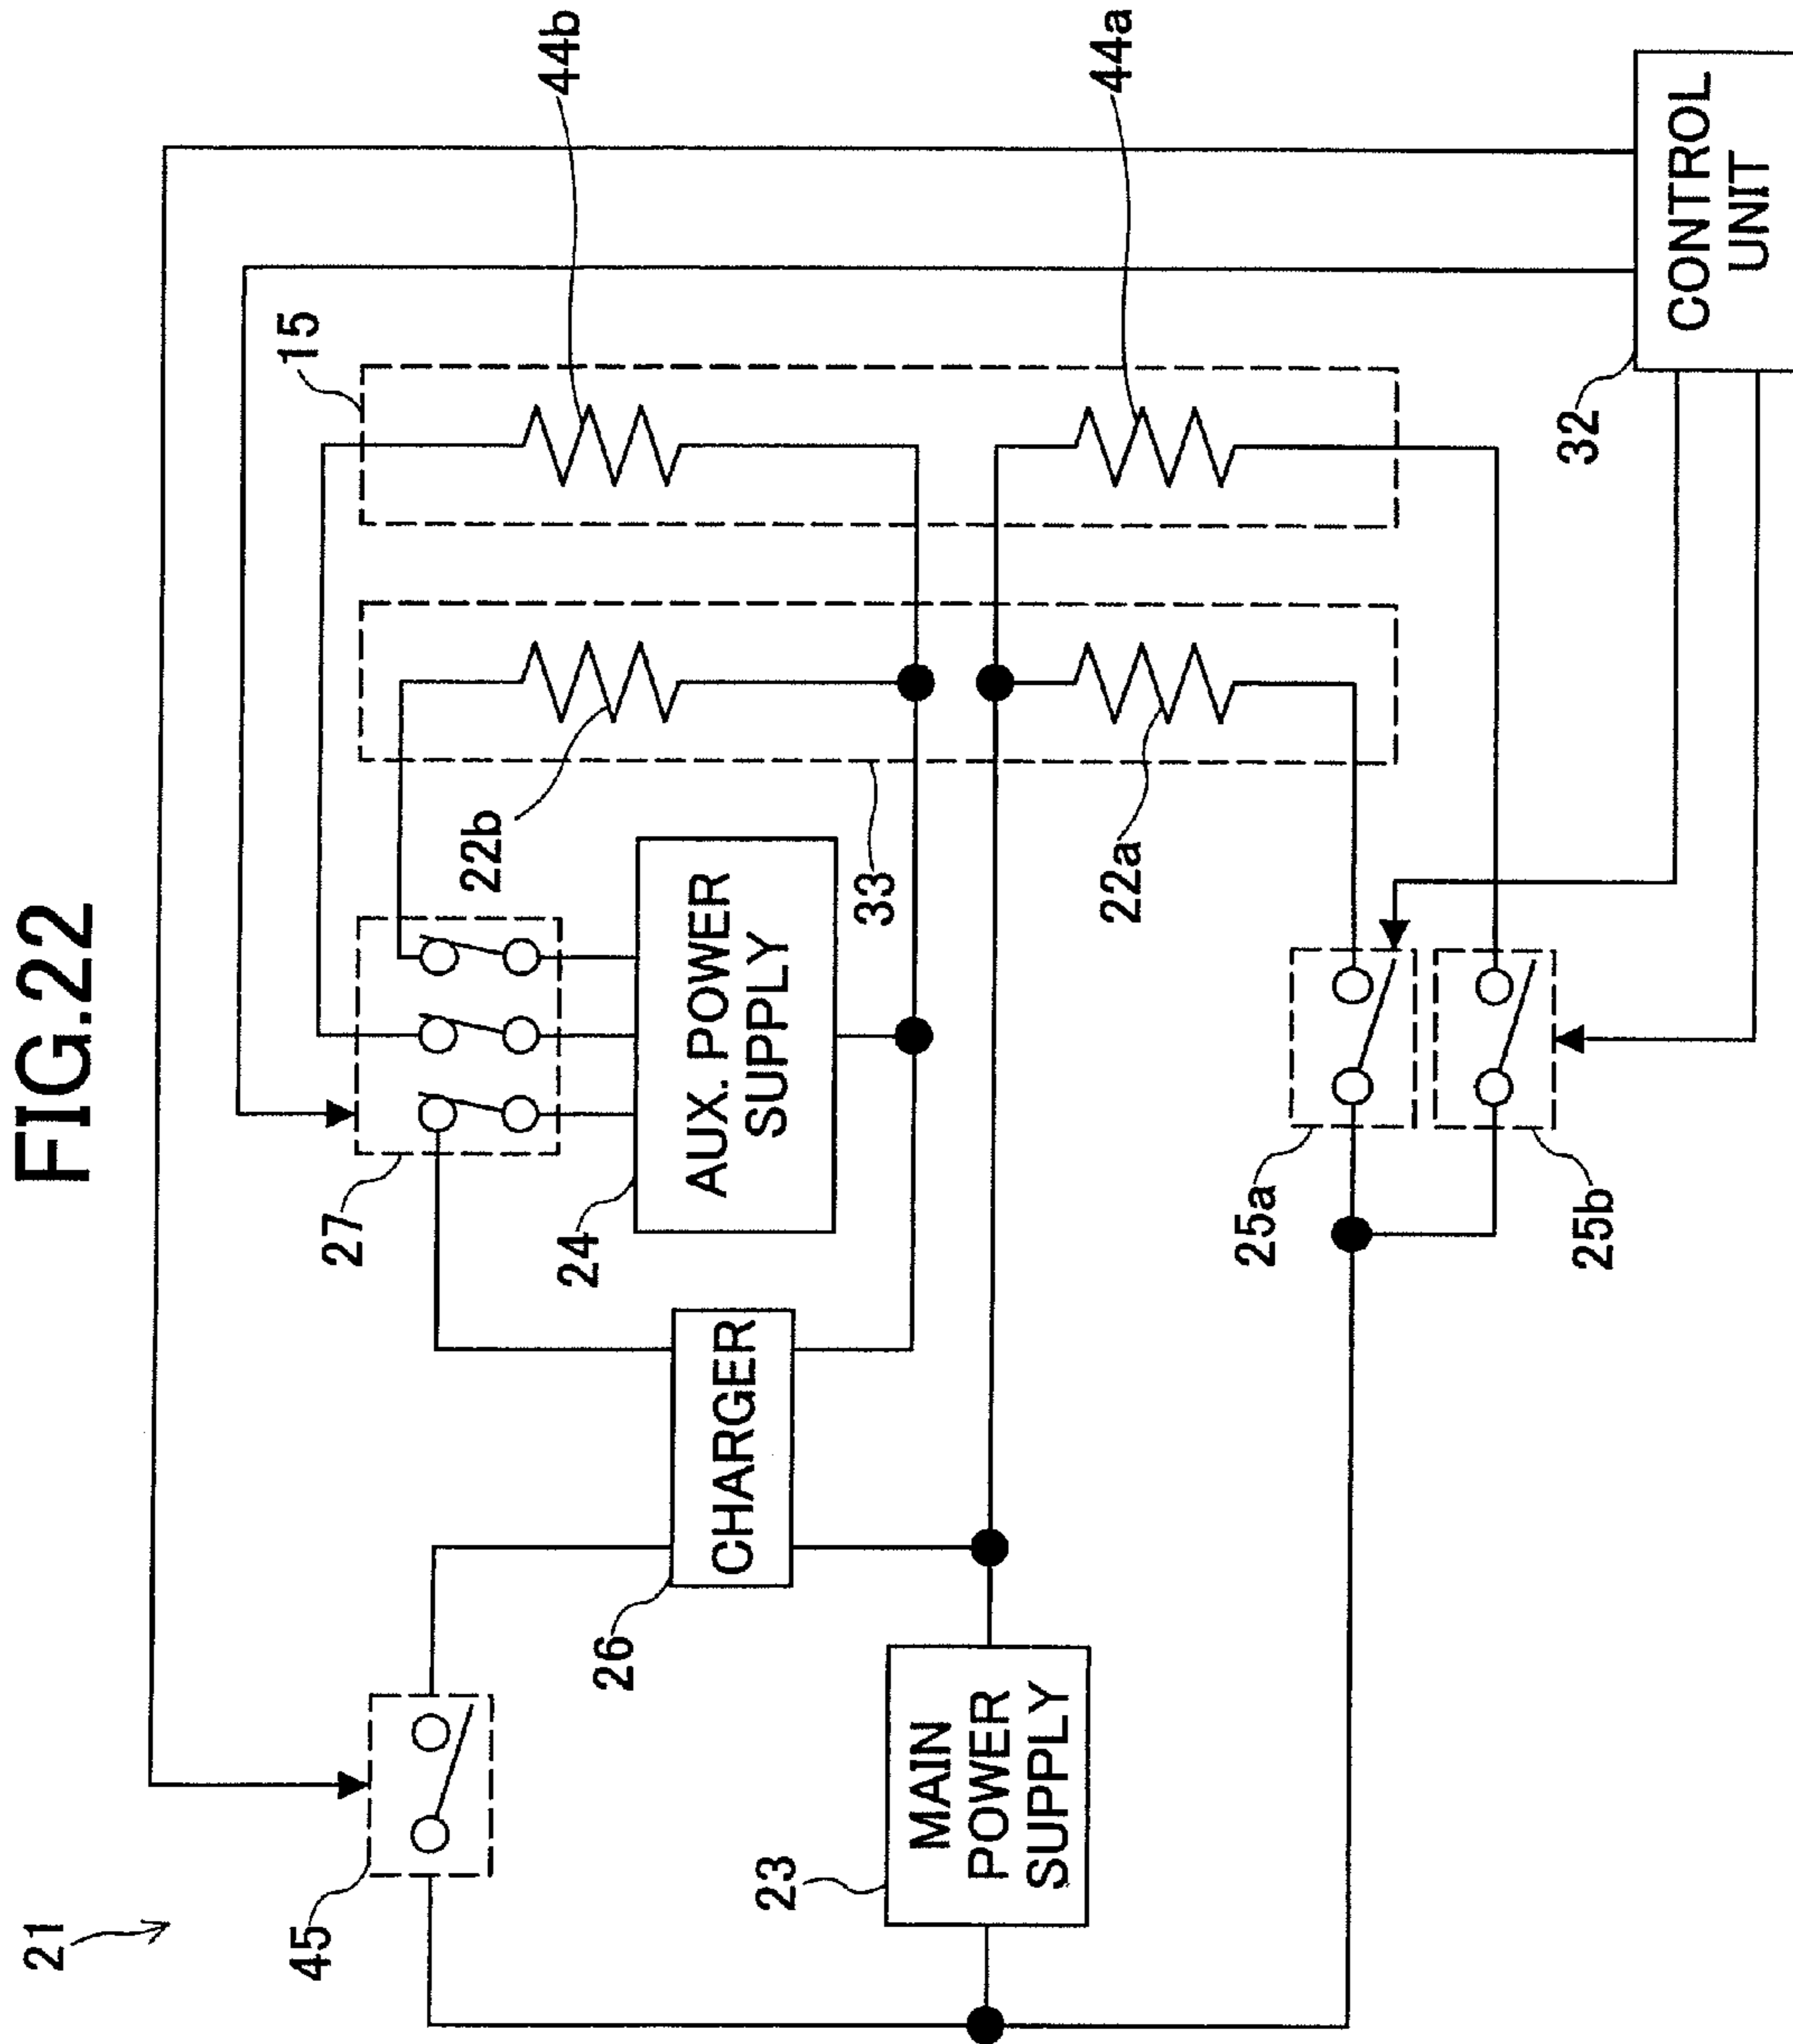 FIG.22
21
45
27
15
44b
22b
24
AUX. POWER
SUPPLY
26
CHARGER
33
23
MAIN
POWER
SUPPLY
22a
44a
25a
25b
32
CONTROL
UNIT